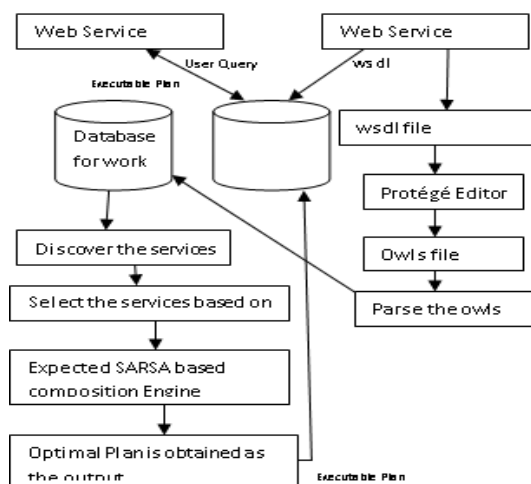 Web Service
Web Service
User Query
wsdl
Executable Plan
Database
for work
wsdl file
Protégé Editor
Owls file
Discover the services
Select the services based on
Parse the owls
Expected SARSA based
composition Engine
Optimal Plan is obtained as
the output
Executable Plan